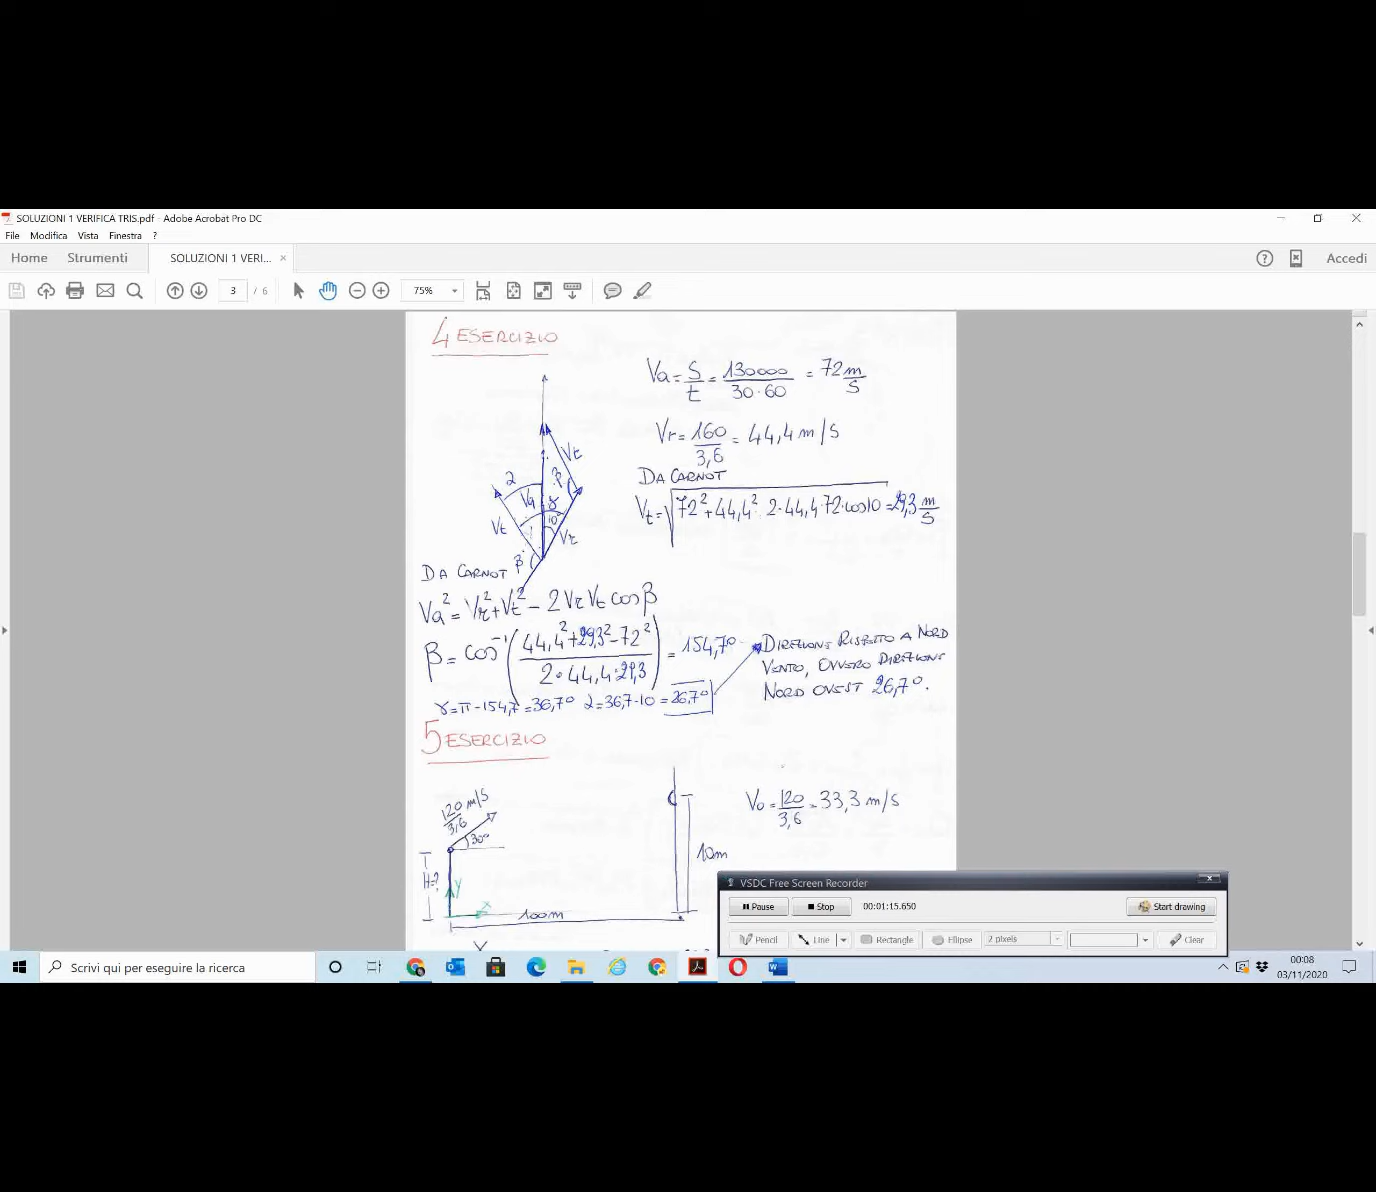 SOLUZIONI 1 VERIFICA TRIS.pdf - Adobe Acrobat Pro DC
File Modifica Vista Finestra ?
Home Strumenti SOLUZIONI 1 VERI... × Accedi
3 / 6 75%
4 ESERCIZIO
Va = S/t = 130000/30·60 = 72 m/s
Vr = 160/3,6 = 44,4 m/s
DA CARNOT
Vt = √72² + 44,4² - 2·44,4·72·cos10 = 29,3 m/s
Vt
β
2
Va
γ
10°
Vt
Vr
β
DA CARNOT
Va² = Vr² + Vt² - 2VrVt cosβ
β = cos⁻¹(44,4² + 29,3² - 72² / 2·44,4·29,3) = 154,7°
DIREZIONE RISPETTO A NORD
VENTO, OVVERO DIREZIONE
NORD OVEST 26,7°.
γ = π - 154,7 = 36,7° 2 = 36,7 - 10 = 26,7°
5 ESERCIZIO
120/3,6 m/s
30°
V₀ = 120/3,6 = 33,3 m/s
10m
H=?
Y
X
100m
VSDC Free Screen Recorder
Pause Stop 00:01:15.650 Start drawing
Pencil Line Rectangle Ellipse 2 pixels Clear
Scrivi qui per eseguire la ricerca
00:08
03/11/2020